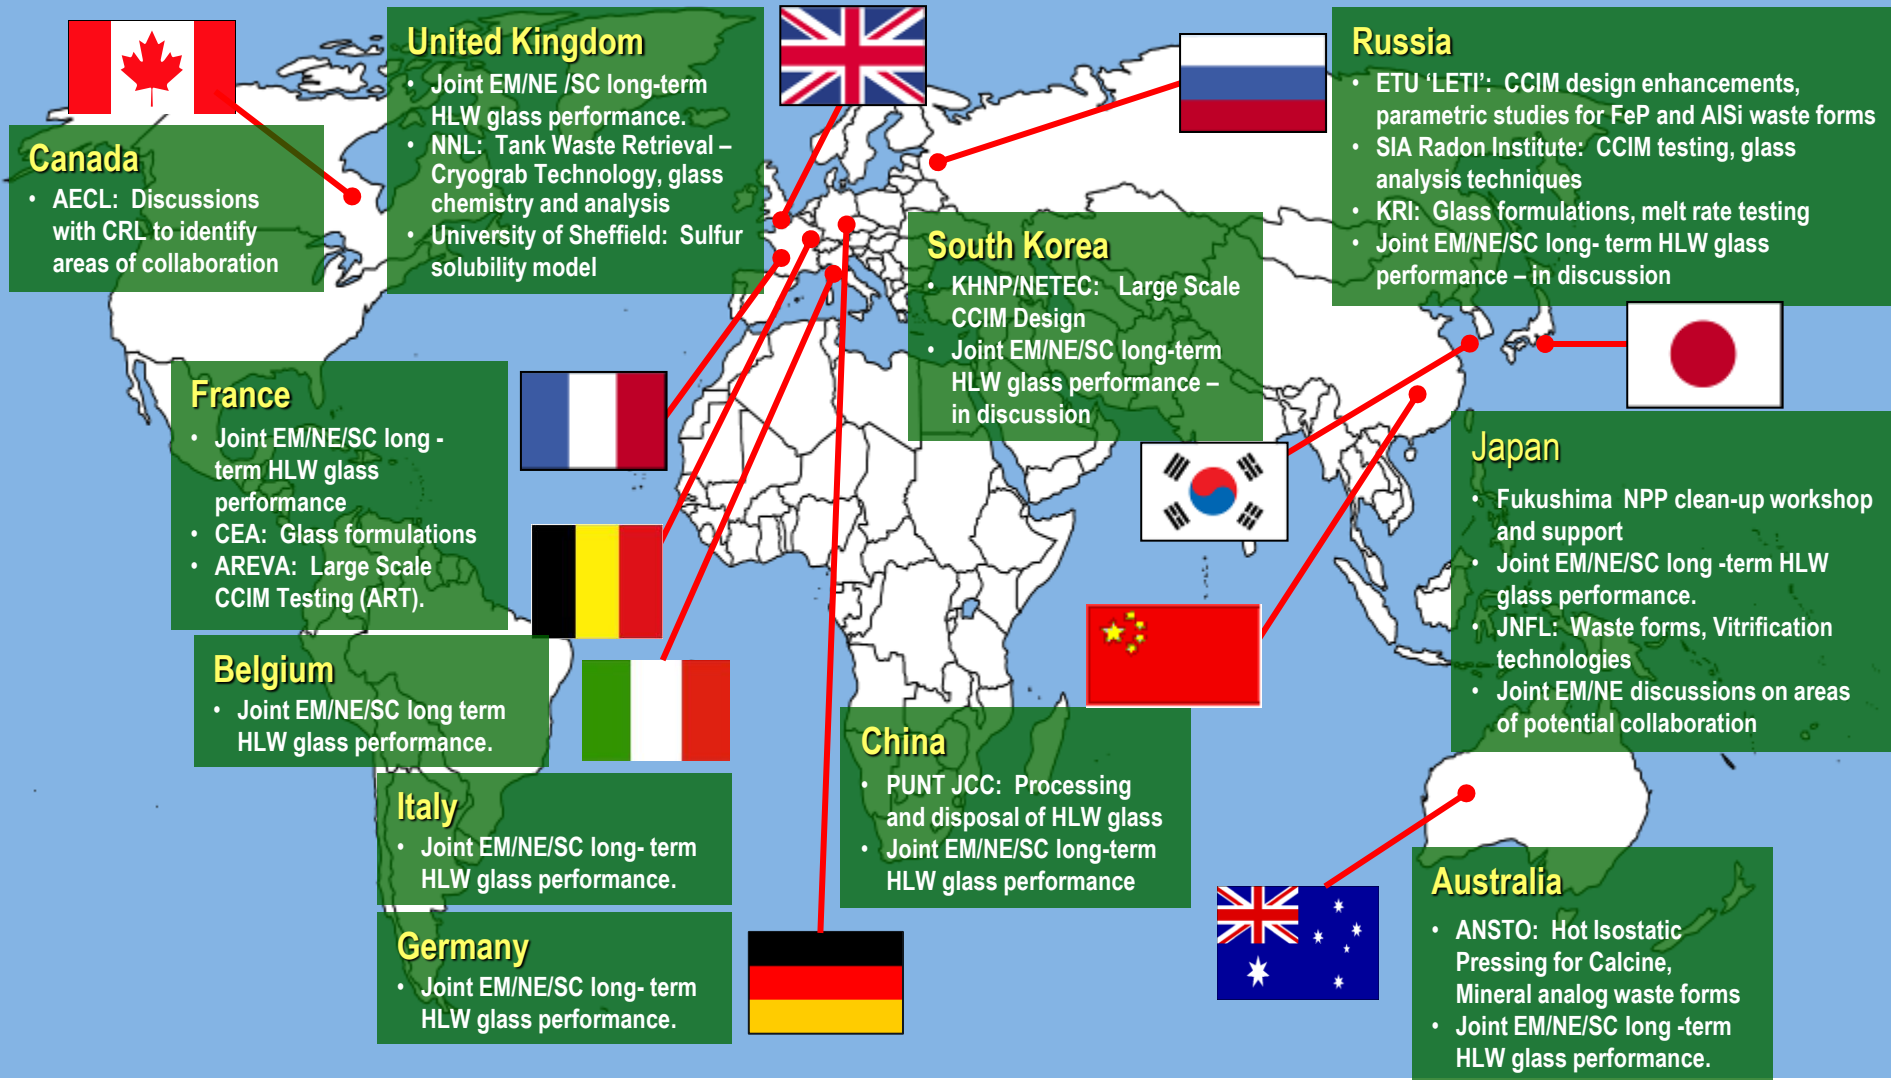 Canada
• AECL:  Discussions
with CRL to identify
areas of collaboration
United Kingdom
• Joint EM/NE /SC long-term
HLW glass performance.
• NNL:  Tank Waste Retrieval –
Cryograb Technology, glass
chemistry and analysis
• University of Sheffield:  Sulfur
solubility model
Russia
• ETU ‘LETI’:  CCIM design enhancements,
parametric studies for FeP and AlSi waste forms
• SIA Radon Institute:  CCIM testing, glass
analysis techniques
• KRI:  Glass formulations, melt rate testing
• Joint EM/NE/SC long- term HLW glass
performance – in discussion
South Korea
• KHNP/NETEC:   Large Scale
CCIM Design
• Joint EM/NE/SC long-term
HLW glass performance –
in discussion
France
• Joint EM/NE/SC long -
term HLW glass
performance
• CEA:  Glass formulations
• AREVA:  Large Scale
CCIM Testing (ART).
Japan
• Fukushima  NPP clean-up workshop
and support
• Joint EM/NE/SC long -term HLW
glass performance.
• JNFL:  Waste forms, Vitrification
technologies
• Joint EM/NE discussions on areas
of potential collaboration
Belgium
• Joint EM/NE/SC long term
HLW glass performance.
Italy
• Joint EM/NE/SC long- term
HLW glass performance.
Germany
• Joint EM/NE/SC long- term
HLW glass performance.
China
• PUNT JCC:  Processing
and disposal of HLW glass
• Joint EM/NE/SC long-term
HLW glass performance
Australia
• ANSTO:  Hot Isostatic
Pressing for Calcine,
Mineral analog waste forms
• Joint EM/NE/SC long -term
HLW glass performance.